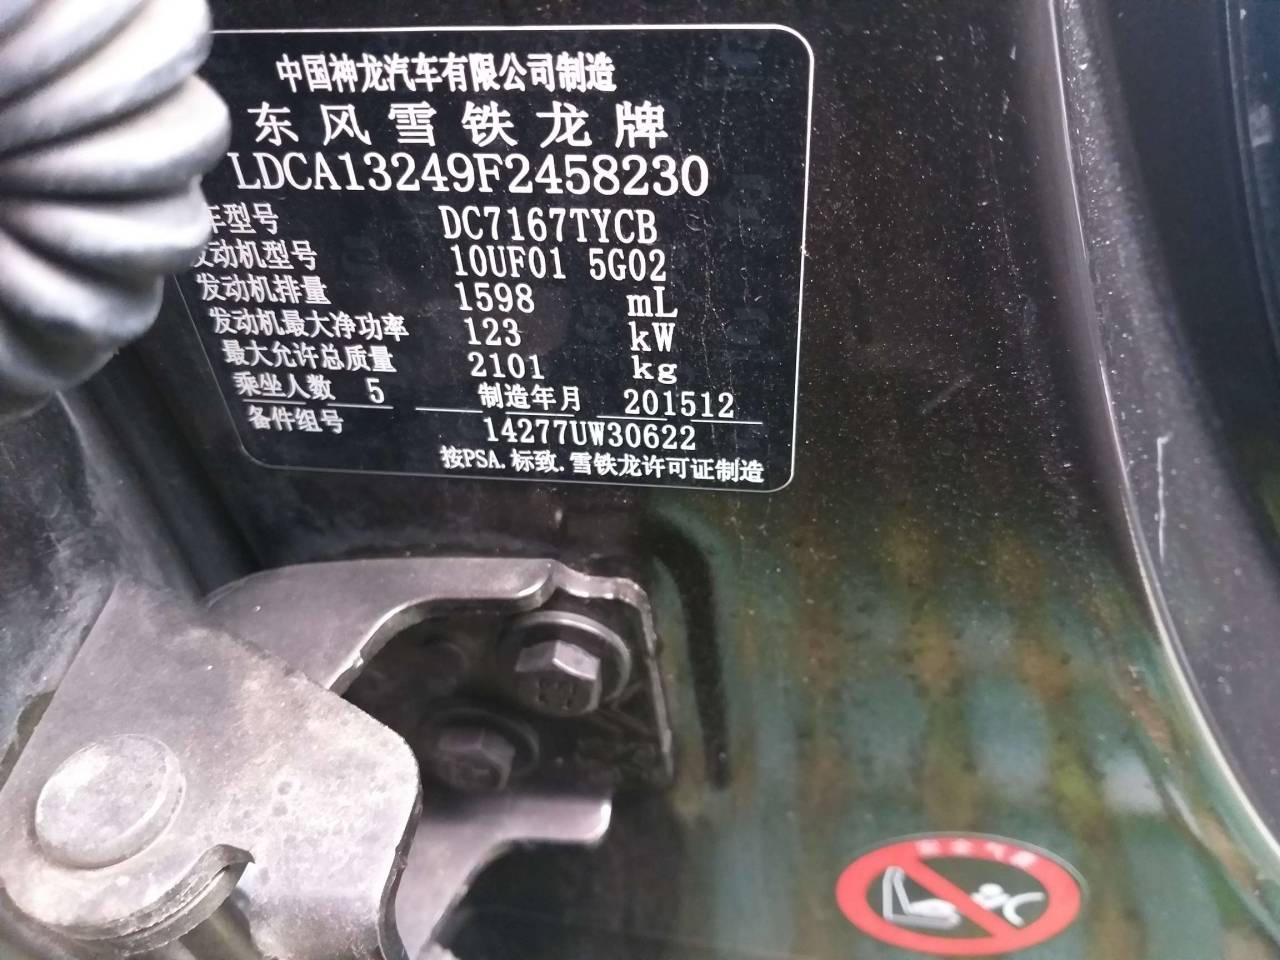 中国神龙汽车有限公司制造
东风雪铁龙牌
LDCA13249F2458230
车型号 DC7167TYCB
发动机型号 10UF01 5G02
发动机排量 1598 mL
发动机最大净功率 123 kW
最大允许总质量 2101 kg
乘坐人数 5 制造年月 201512
备件组号 14277UW30622
按PSA.标致.雪铁龙许可证制造